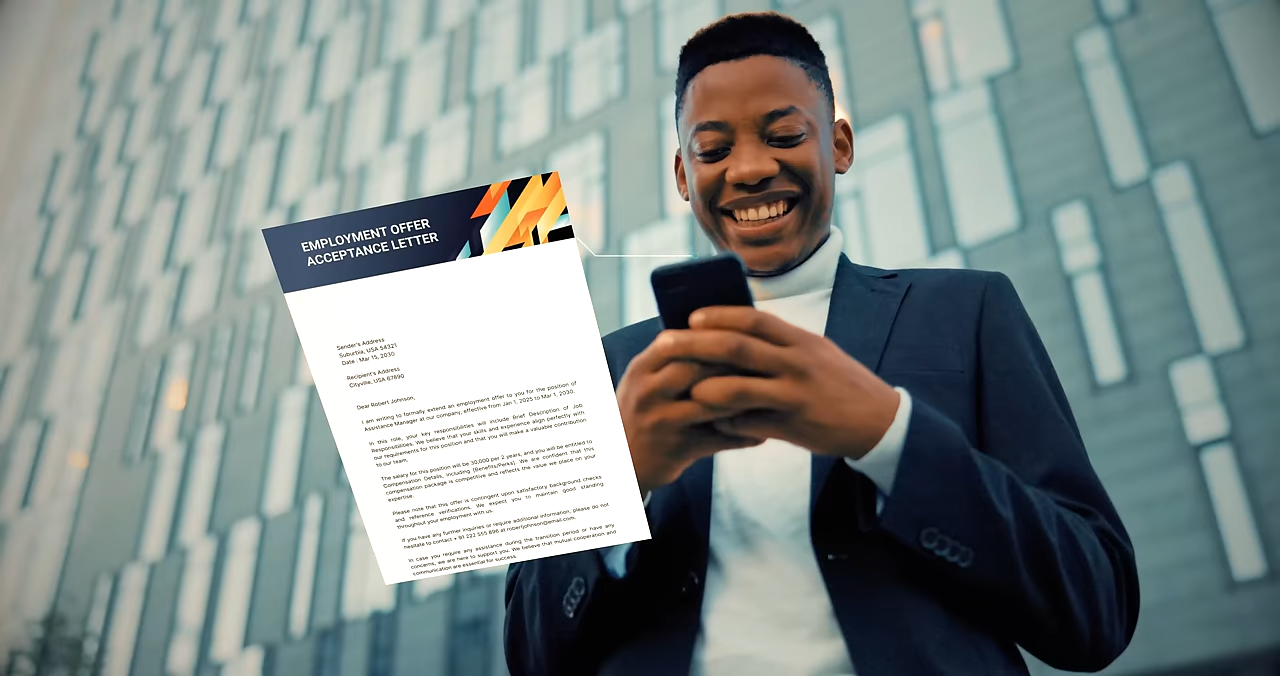 EMPLOYMENT OFFER
ACCEPTANCE LETTER
Sender's Address
Suburbia, USA 54321
Date : Mar 15, 2030
Recipient's Address
Cityville, USA 67890
Dear Robert Johnson,
I am writing to formally extend an employment offer to you for the position of
Assistance Manager at our company, effective from Jan 1, 2025 to Mar 1, 2030.
In this role, your key responsibilities will include Brief Description of Job
Responsibilities. We believe that your skills and experience align perfectly with
our requirements for this position and that you will make a valuable contribution
to our team.
The salary for this position will be 30,000 per 2 years, and you will be entitled to
Compensation Details, including (Benefits/Perks). We are confident that this
compensation package is competitive and reflects the value we place on your
expertise.
Please note that this offer is contingent upon satisfactory background checks
and reference verifications. We expect you to maintain good standing
throughout your employment with us.
If you have any further inquiries or require additional information, please do not
hesitate to contact + 91 222 555 896 at robertjohnson@email.com.
In case you require any assistance during the transition period or have any
concerns, we are here to support you. We believe that mutual cooperation and
communication are essential for success.